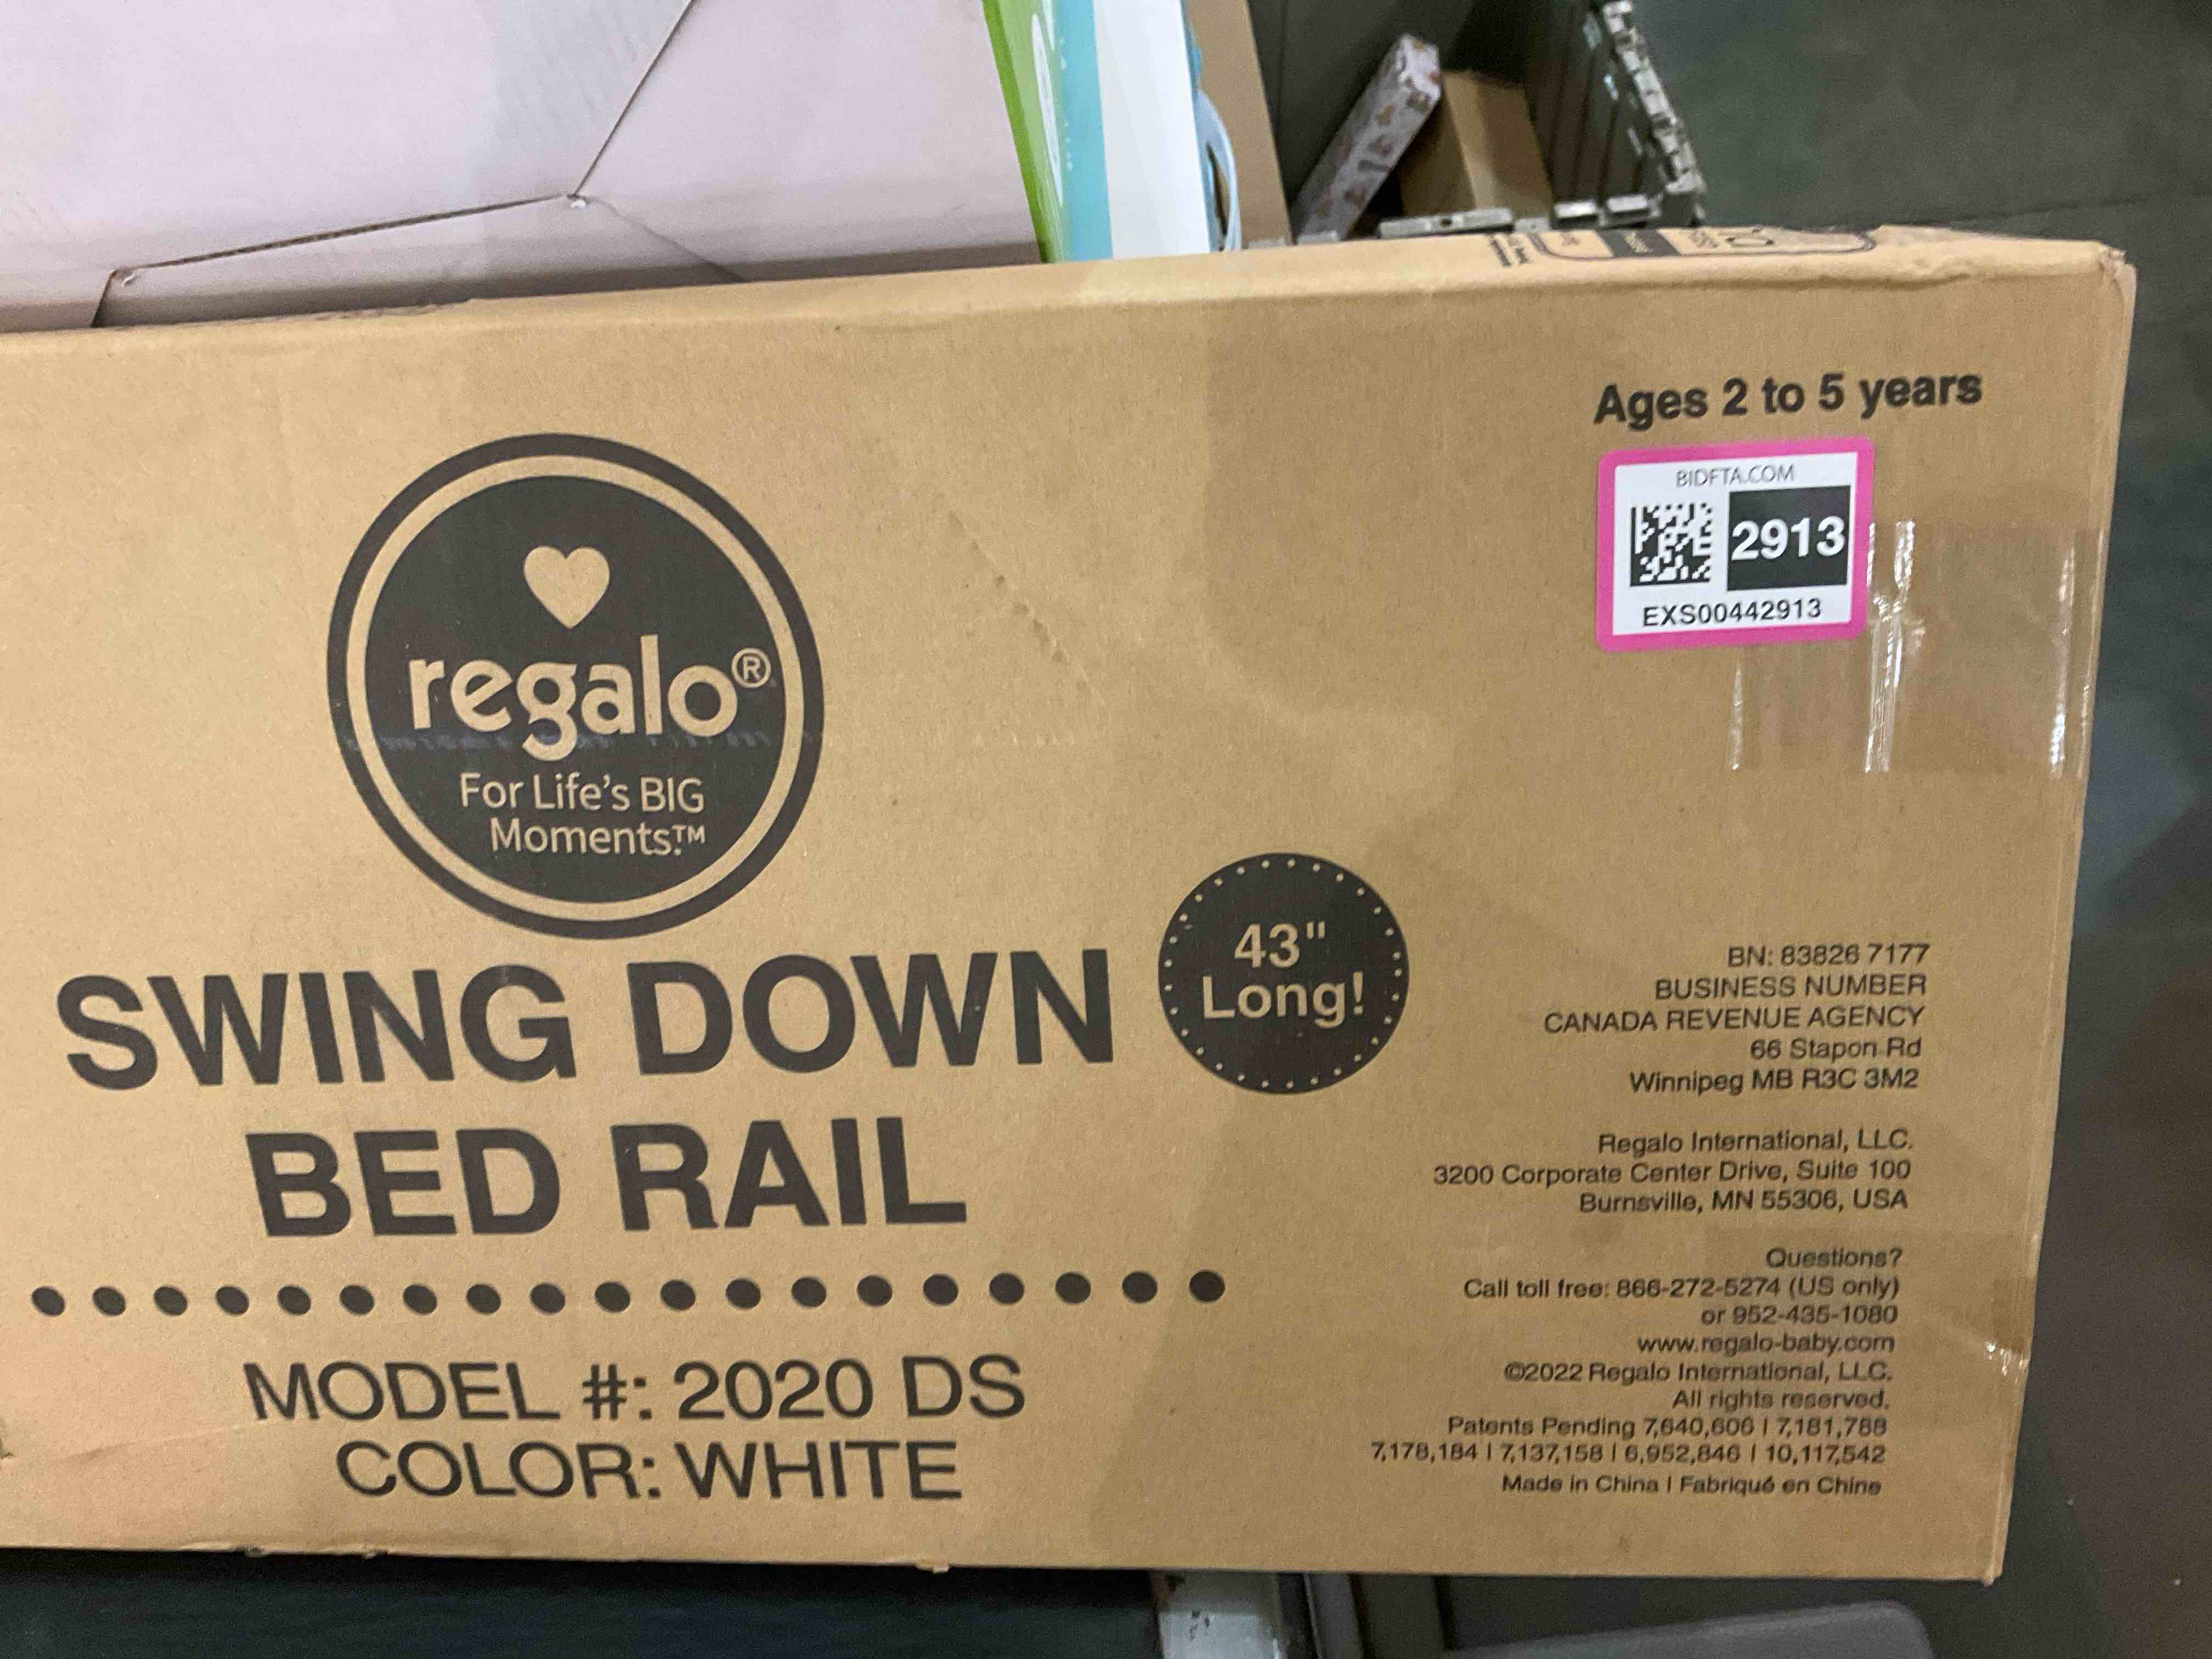 Ages 2 to 5 years
BIDFTA.COM
2913
EXS00442913
regalo®
For Life's BIG
Moments.™
43"
Long!
SWING DOWN
BED RAIL
MODEL #: 2020 DS
COLOR: WHITE
BN: 83826 7177
BUSINESS NUMBER
CANADA REVENUE AGENCY
66 Stapon Rd
Winnipeg MB R3C 3M2
Regalo International, LLC.
3200 Corporate Center Drive, Suite 100
Burnsville, MN 55306, USA
Questions?
Call toll free: 866-272-5274 (US only)
or 952-435-1080
www.regalo-baby.com
©2022 Regalo International, LLC.
All rights reserved.
Patents Pending 7,640,606 | 7,181,788
7,178,184 | 7,137,158 | 6,952,846 | 10,117,542
Made in China | Fabriqué en Chine